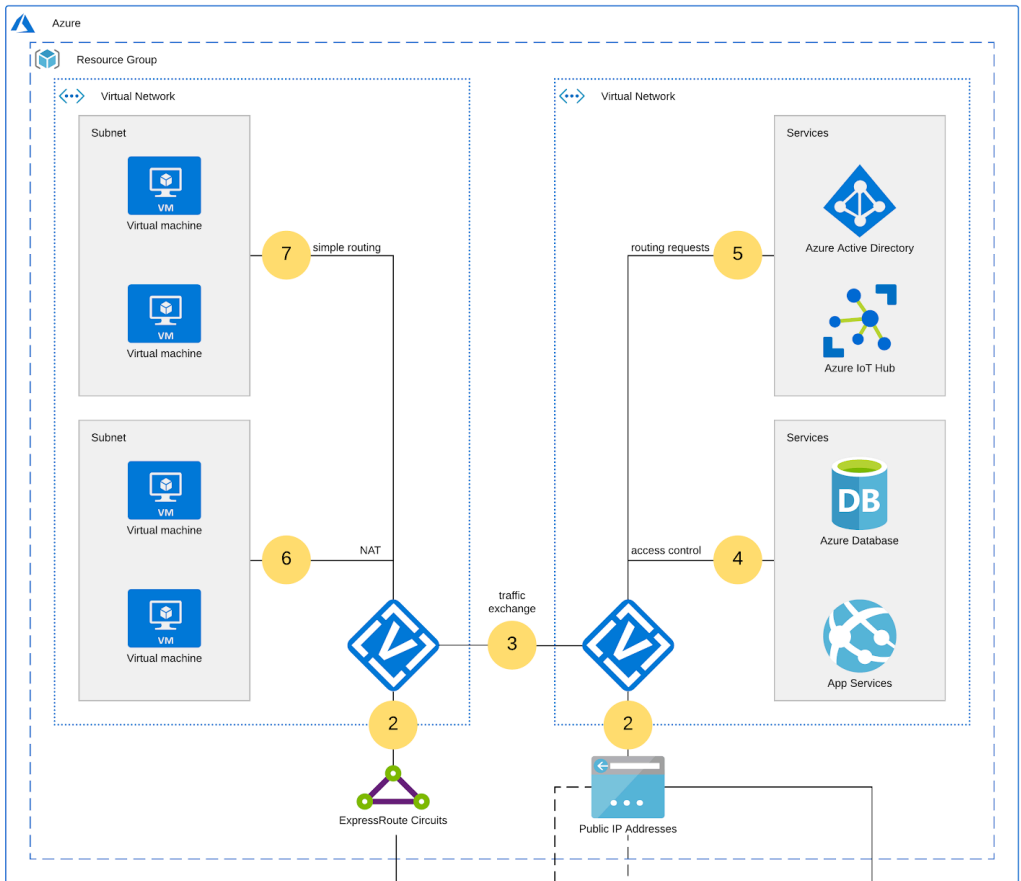 Azure
Resource Group
Virtual Network
Subnet
VM
Virtual machine
VM
Virtual machine
7
simple routing
Subnet
VM
Virtual machine
VM
Virtual machine
6
NAT
V
2
ExpressRoute Circuits
traffic
exchange
3
Virtual Network
routing requests
5
Services
Azure Active Directory
Azure IoT Hub
access control
4
Services
DB
Azure Database
App Services
V
2
Public IP Addresses